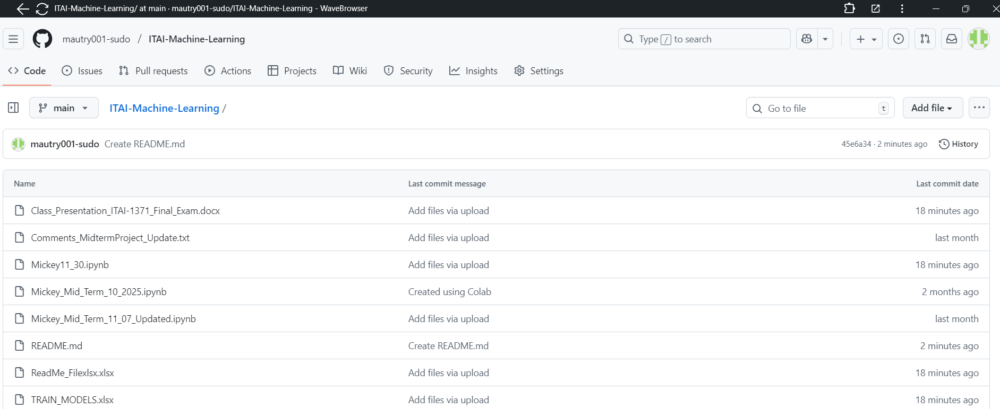 ITAI-Machine-Learning/ at main · mautry001-sudo/ITAI-Machine-Learning - WaveBrowser
mautry001-sudo / ITAI-Machine-Learning Type / to search
Code Issues Pull requests Actions Projects Wiki Security Insights Settings
main ITAI-Machine-Learning / Go to file t Add file
mautry001-sudo Create README.md 45e6a34 · 2 minutes ago History
Name Last commit message Last commit date
Class_Presentation_ITAI-1371_Final_Exam.docx Add files via upload 18 minutes ago
Comments_MidtermProject_Update.txt Add files via upload last month
Mickey11_30.ipynb Add files via upload 18 minutes ago
Mickey_Mid_Term_10_2025.ipynb Created using Colab 2 months ago
Mickey_Mid_Term_11_07_Updated.ipynb Add files via upload last month
README.md Create README.md 2 minutes ago
ReadMe_Filexlsx.xlsx Add files via upload 18 minutes ago
TRAIN_MODELS.xlsx Add files via upload 18 minutes ago